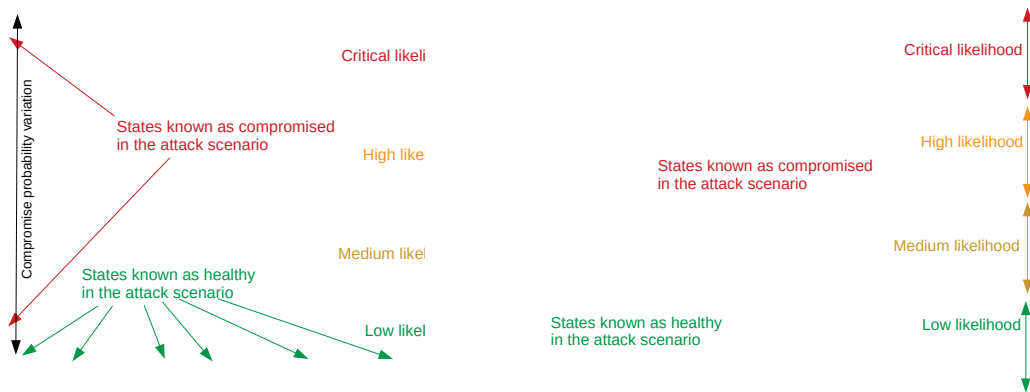 Compromise probability variation
Critical likeli
States known as compromised
in the attack scenario
High like
Medium likel
States known as healthy
in the attack scenario
Low likel
Critical likelihood
High likelihood
States known as compromised
in the attack scenario
Medium likelihood
States known as healthy
in the attack scenario
Low likelihood